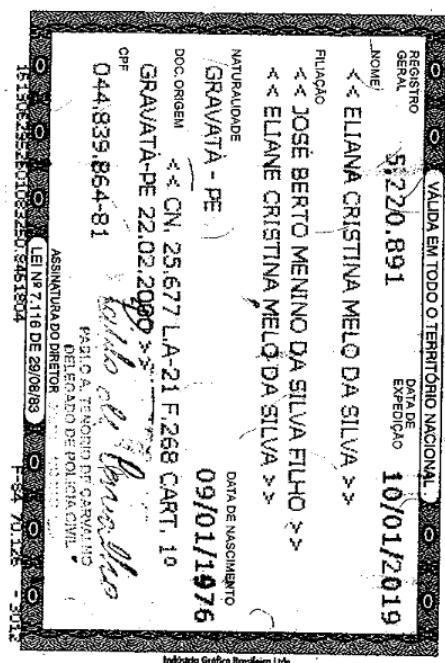 VÁLIDA EM TODO O TERRITÓRIO NACIONAL
REGISTRO GERAL 5.220.891 DATA DE EXPEDIÇÃO 10/01/2019
NOME
<< ELIANA CRISTINA MELO DA SILVA >>
FILIAÇÃO
<< JOSÉ BERTO MENINO DA SILVA FILHO >>
<< ELIANE CRISTINA MELO DA SILVA >>
NATURALIDADE DATA DE NASCIMENTO
GRAVATÁ - PE 09/01/1976
DOC. ORIGEM << CN. 25.677 L.A-21 F.268 CART. 1º
GRAVATÁ-PE 22.02.2000 >>
CPF
044.839.864-81
PABLO A. TENORIO DE CARVALHO
DELEGADO DE POLICIA CIVIL
ASSINATURA DO DIRETOR
LEI Nº 7.116 DE 29/08/83
Indústria Gráfica Brasileira Ltda